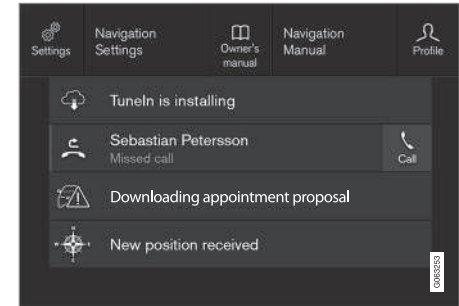 Settings
Navigation
Settings
Owner's
manual
Navigation
Manual
Profile
TuneIn is installing
Sebastian Petersson
Missed call
Call
Downloading appointment proposal
New position received
G063253